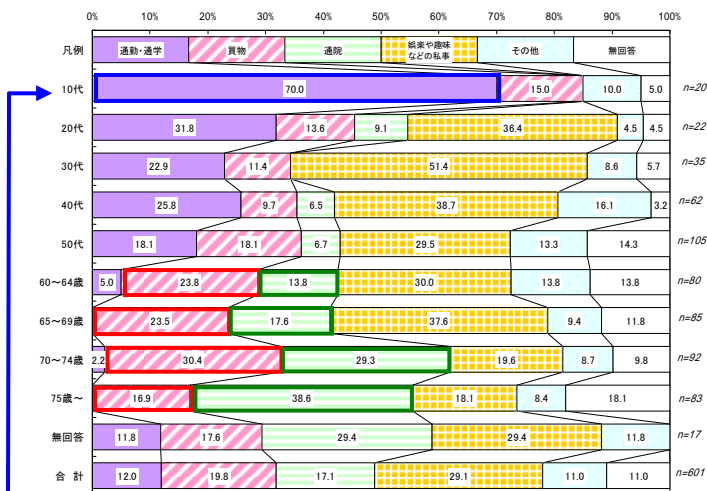 0% 10% 20% 30% 40% 50% 60% 70% 80% 90% 100%
凡例 通勤・通学 買物 通院 娯楽や趣味などの私事 その他 無回答
10代 70.0 15.0 10.0 5.0 n=20
20代 31.8 13.6 9.1 36.4 4.5 4.5 n=22
30代 22.9 11.4 51.4 8.6 5.7 n=35
40代 25.8 9.7 6.5 38.7 16.1 3.2 n=62
50代 18.1 18.1 6.7 29.5 13.3 14.3 n=105
60～64歳 5.0 23.8 13.8 30.0 13.8 13.8 n=80
65～69歳 23.5 17.6 37.6 9.4 11.8 n=85
70～74歳 2.2 30.4 29.3 19.6 8.7 9.8 n=92
75歳～ 16.9 38.6 18.1 8.4 18.1 n=83
無回答 11.8 17.6 29.4 29.4 11.8 n=17
合 計 12.0 19.8 17.1 29.1 11.0 11.0 n=601